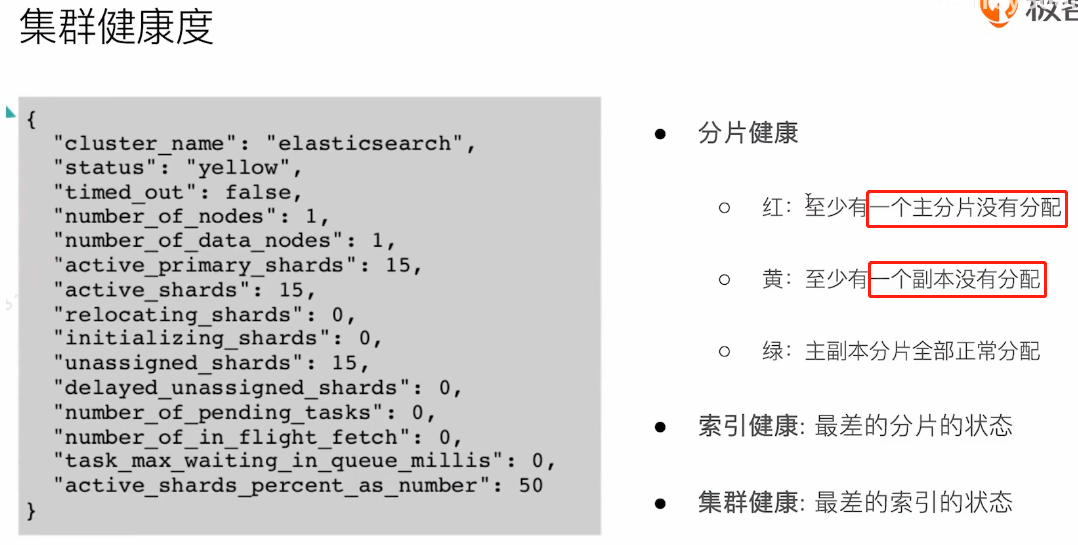 集群健康度
{
"cluster_name": "elasticsearch",
"status": "yellow",
"timed_out": false,
"number_of_nodes": 1,
"number_of_data_nodes": 1,
"active_primary_shards": 15,
"active_shards": 15,
"relocating_shards": 0,
"initializing_shards": 0,
"unassigned_shards": 15,
"delayed_unassigned_shards": 0,
"number_of_pending_tasks": 0,
"number_of_in_flight_fetch": 0,
"task_max_waiting_in_queue_millis": 0,
"active_shards_percent_as_number": 50
}
● 分片健康
○ 红：至少有一个主分片没有分配
○ 黄：至少有一个副本没有分配
○ 绿：主副本分片全部正常分配
● 索引健康: 最差的分片的状态
● 集群健康: 最差的索引的状态